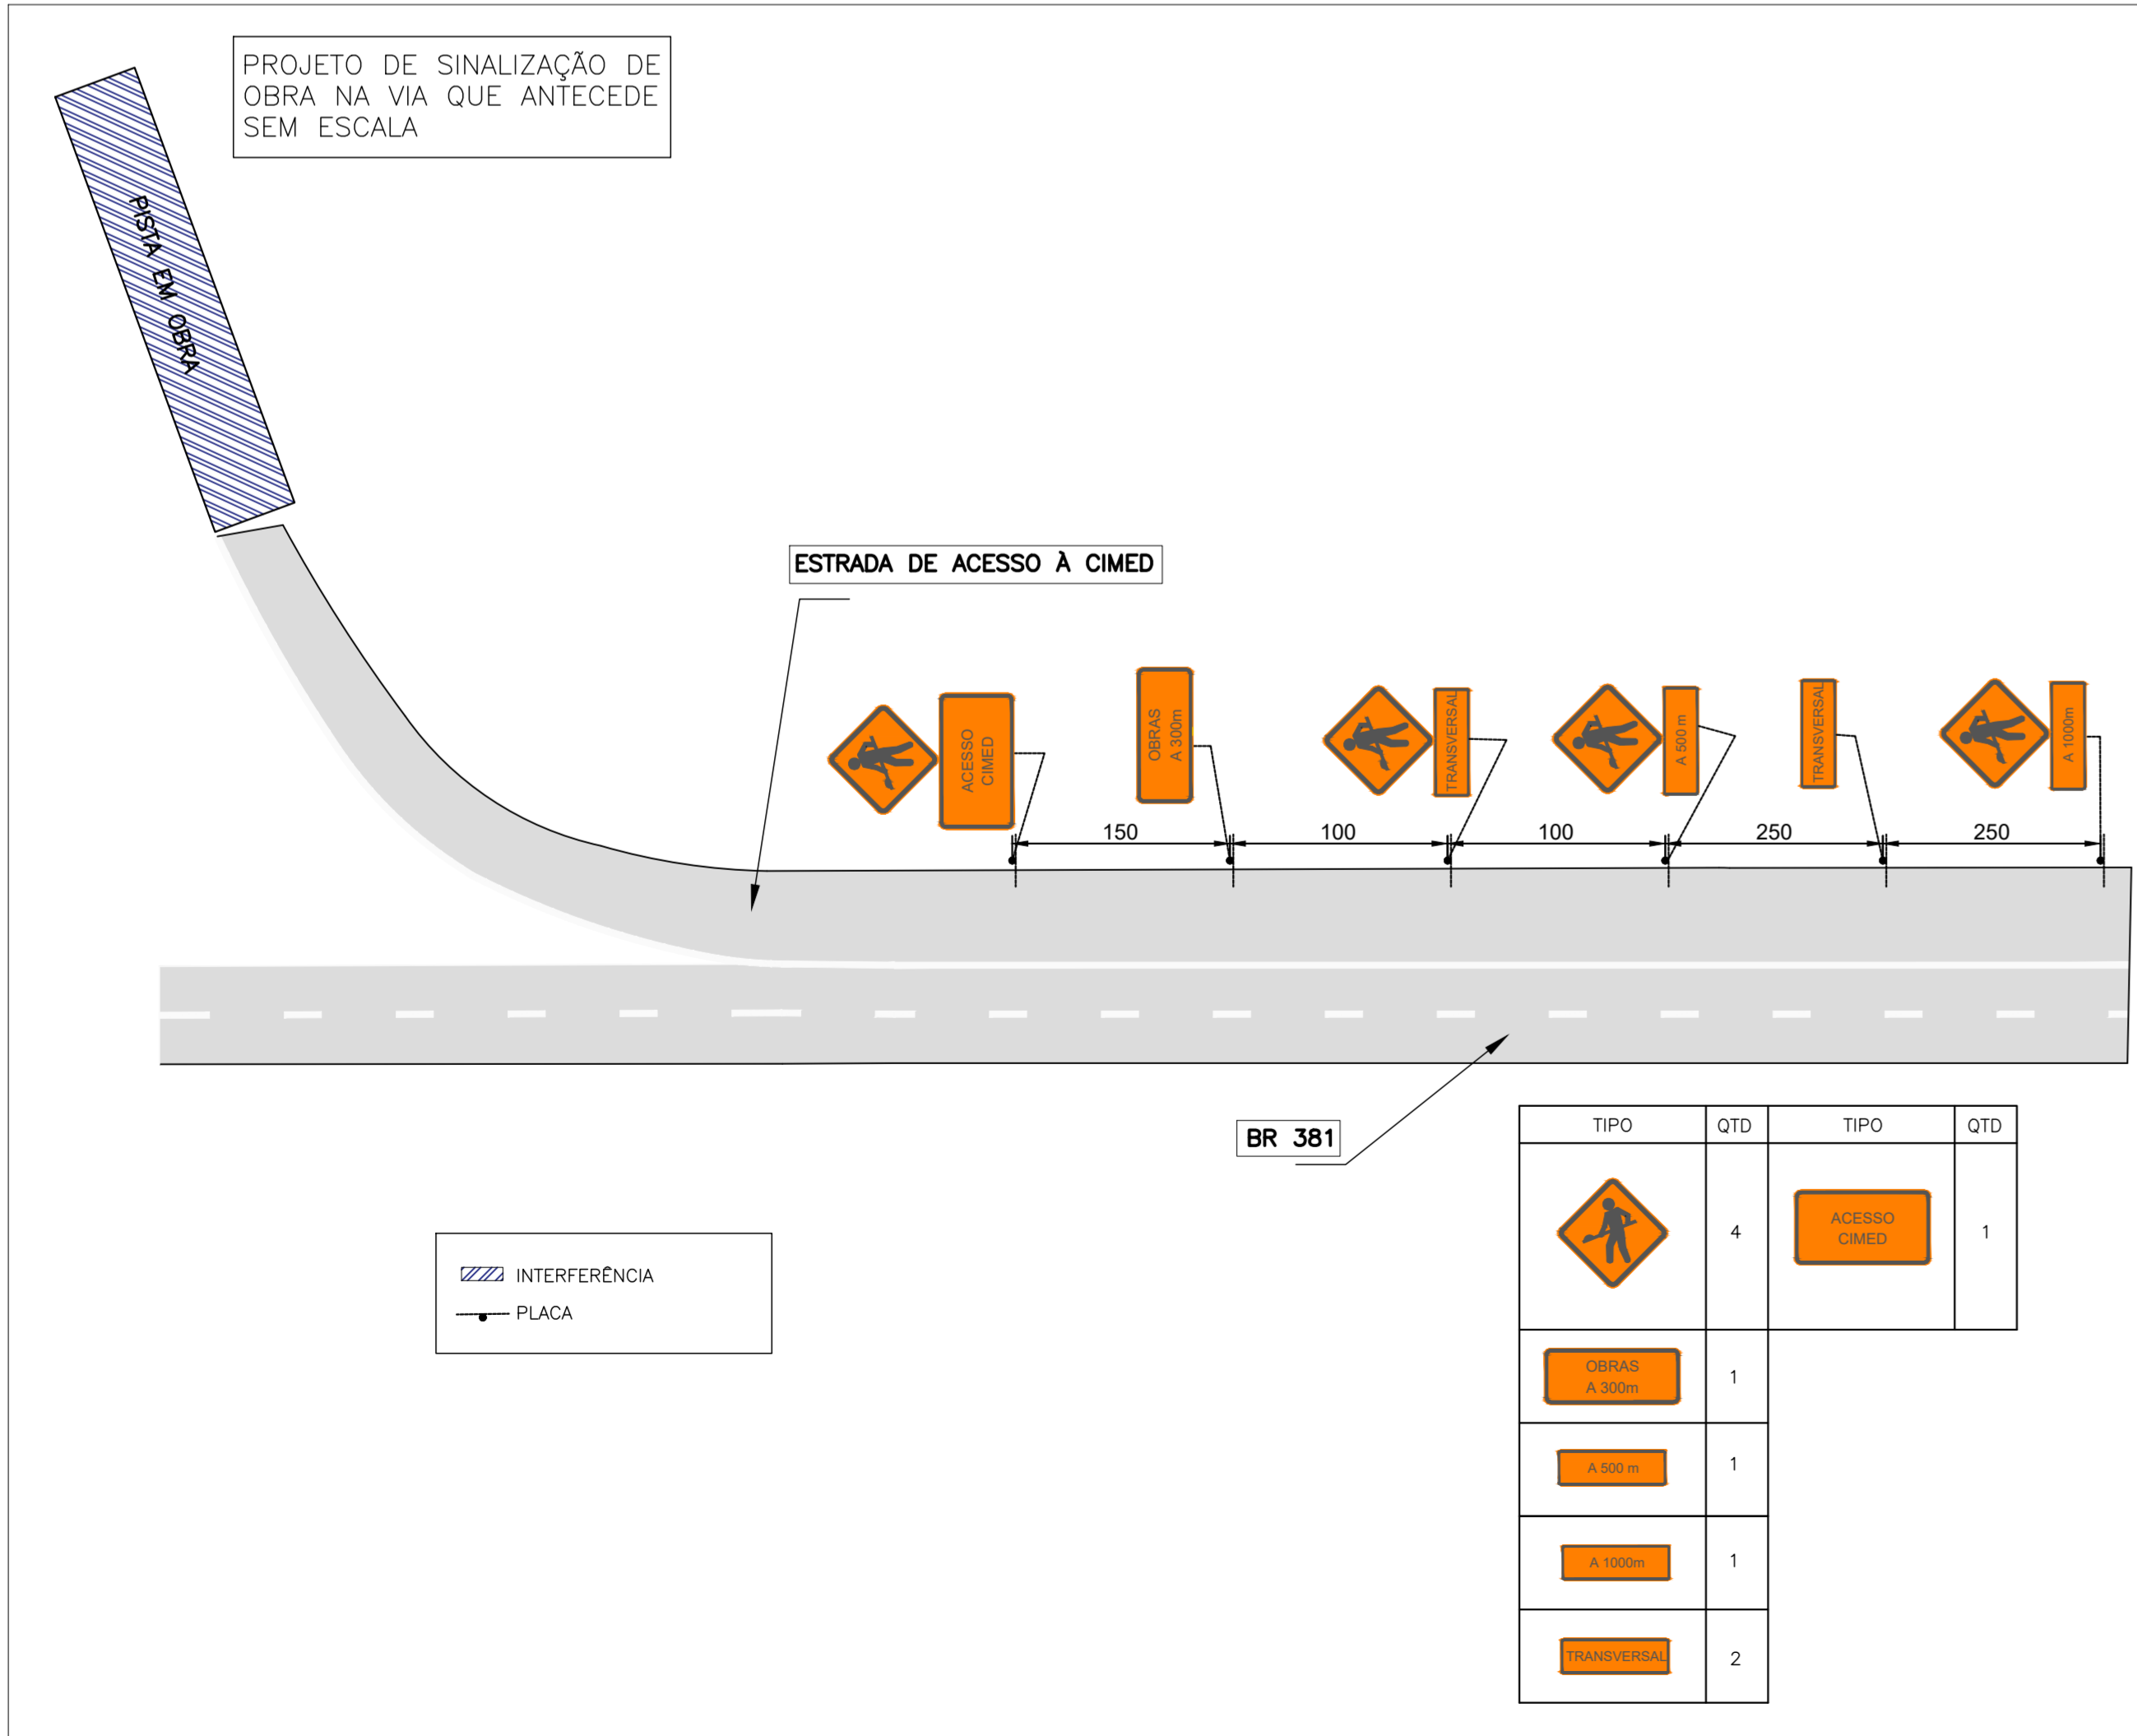 PROJETO DE SINALIZAÇÃO DE
OBRA NA VIA QUE ANTECEDE
SEM ESCALA
PISTA EM OBRA
ESTRADA DE ACESSO À CIMED
ACESSO
CIMED
OBRAS
A 300m
TRANSVERSAL
A 500 m
TRANSVERSAL
A 1000m
150
100
100
250
250
BR 381
INTERFERÊNCIA
PLACA
TIPO QTD TIPO QTD
4
ACESSO
CIMED
1
OBRAS
A 300m
1
A 500 m
1
A 1000m
1
TRANSVERSAL
2